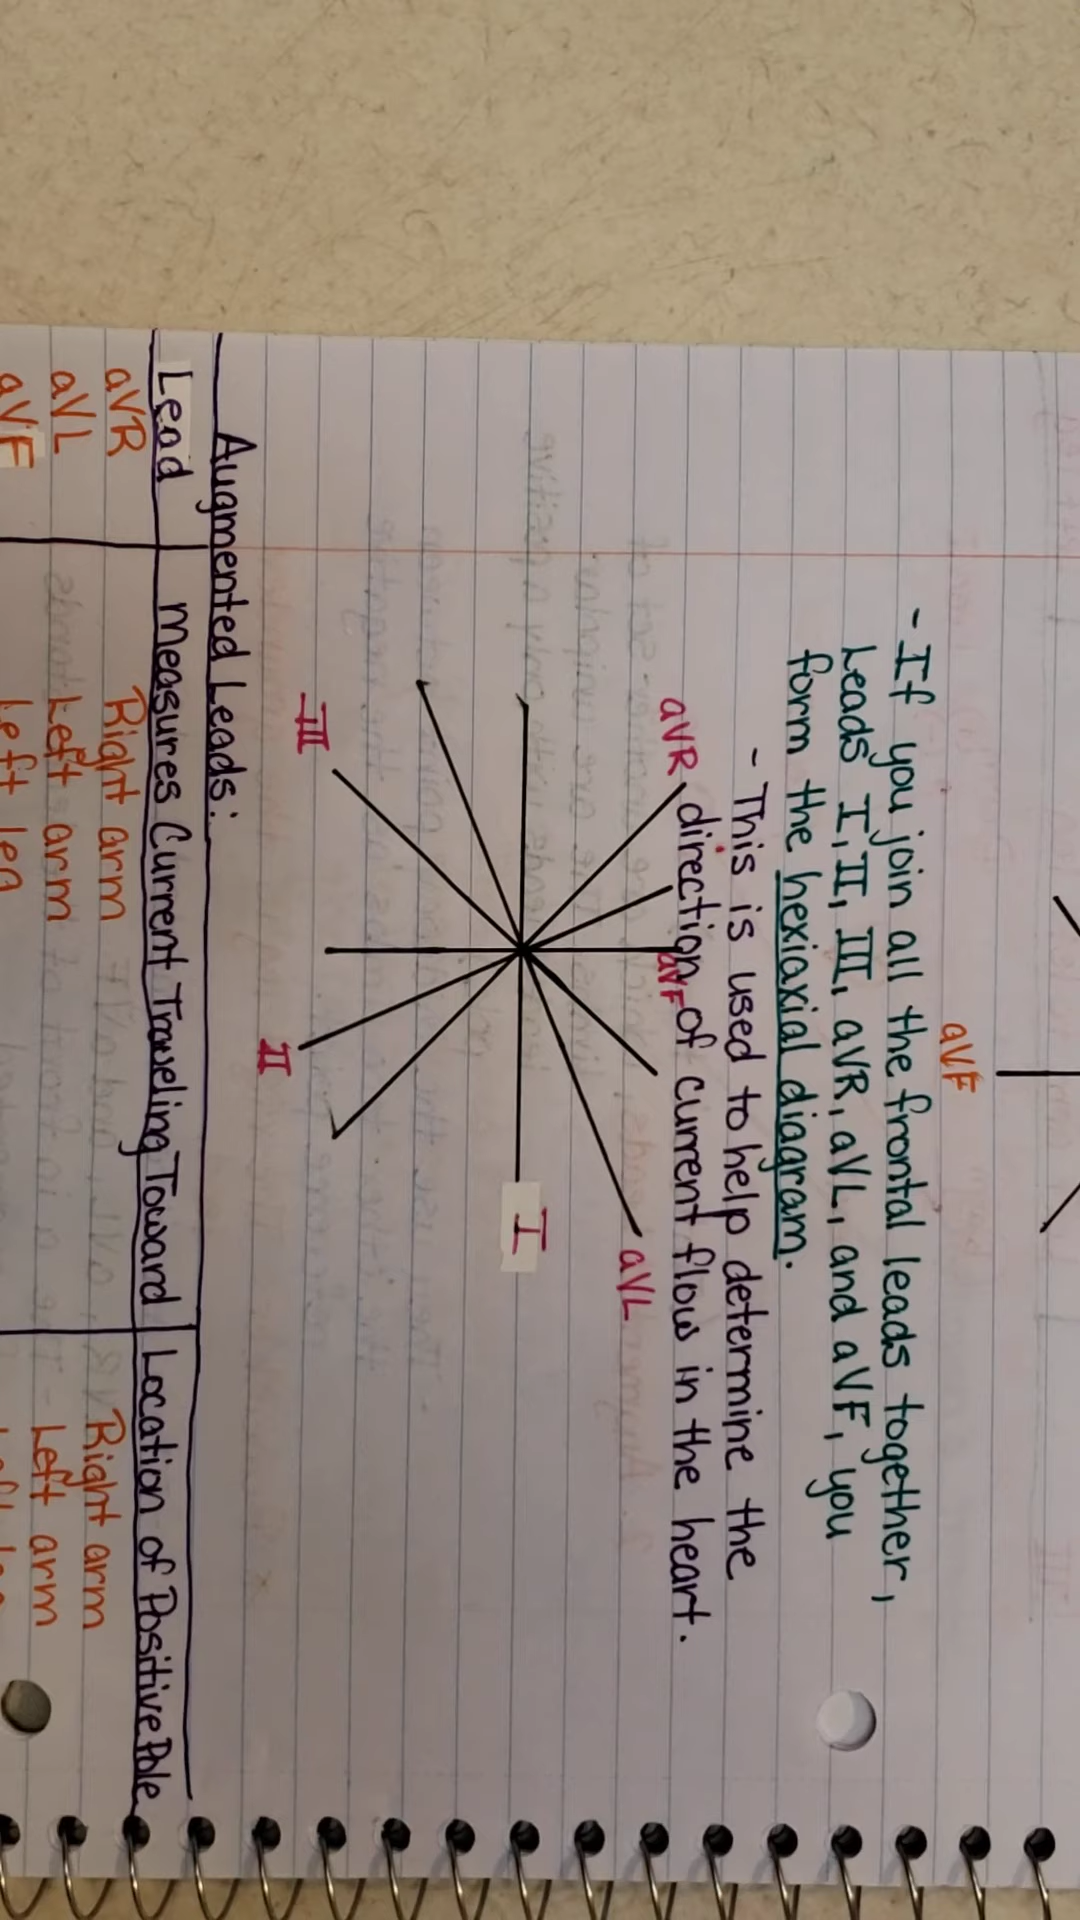 aVF
- If you join all the frontal leads together,
Leads I, II, III, aVR, aVL, and aVF, you
form the hexiaxial diagram.
- This is used to help determine the
direction of current flow in the heart.
aVR
aVF
aVL
I
III
II
Augmented Leads:
Lead Measures Current Traveling Toward Location of Positive Pole
aVR Right arm Right arm
aVL Left arm Left arm
aVF Left leg